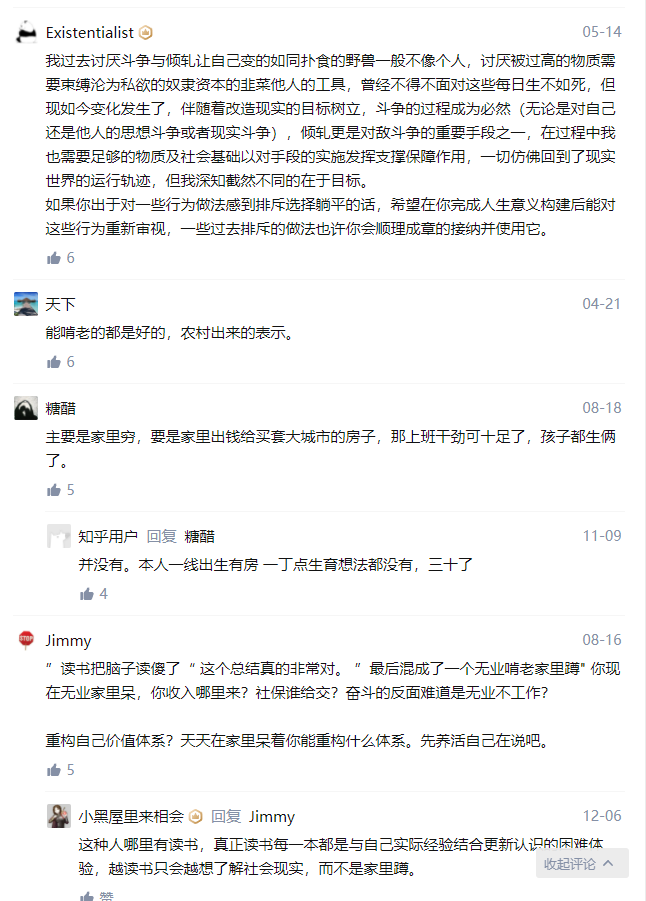 Existentialist 05-14
我过去讨厌斗争与倾轧让自己变的如同扑食的野兽一般不像个人，讨厌被过高的物质需
要束缚沦为私欲的奴隶资本的韭菜他人的工具，曾经不得不面对这些每日生不如死，但
现如今变化发生了，伴随着改造现实的目标树立，斗争的过程成为必然（无论是对自己
还是他人的思想斗争或者现实斗争），倾轧更是对敌斗争的重要手段之一，在过程中我
也需要足够的物质及社会基础以对手段的实施发挥支撑保障作用，一切仿佛回到了现实
世界的运行轨迹，但我深知截然不同的在于目标。
如果你出于对一些行为做法感到排斥选择躺平的话，希望在你完成人生意义构建后能对
这些行为重新审视，一些过去排斥的做法也许你会顺理成章的接纳并使用它。
6
天下 04-21
能啃老的都是好的，农村出来的表示。
6
糖醋 08-18
主要是家里穷，要是家里出钱给买套大城市的房子，那上班干劲可十足了，孩子都生俩
了。
5
知乎用户 回复 糖醋 11-09
并没有。本人一线出生有房 一丁点生育想法都没有，三十了
4
STOP
Jimmy 08-16
”读书把脑子读傻了“ 这个总结真的非常对。 ”最后混成了一个无业啃老家里蹲" 你现
在无业家里呆，你收入哪里来？社保谁给交？奋斗的反面难道是无业不工作？
重构自己价值体系？天天在家里呆着你能重构什么体系。先养活自己在说吧。
5
小黑屋里来相会 回复 Jimmy 12-06
这种人哪里有读书，真正读书每一本都是与自己实际经验结合更新认识的困难体
验，越读书只会越想了解社会现实，而不是家里蹲。
收起评论
赞